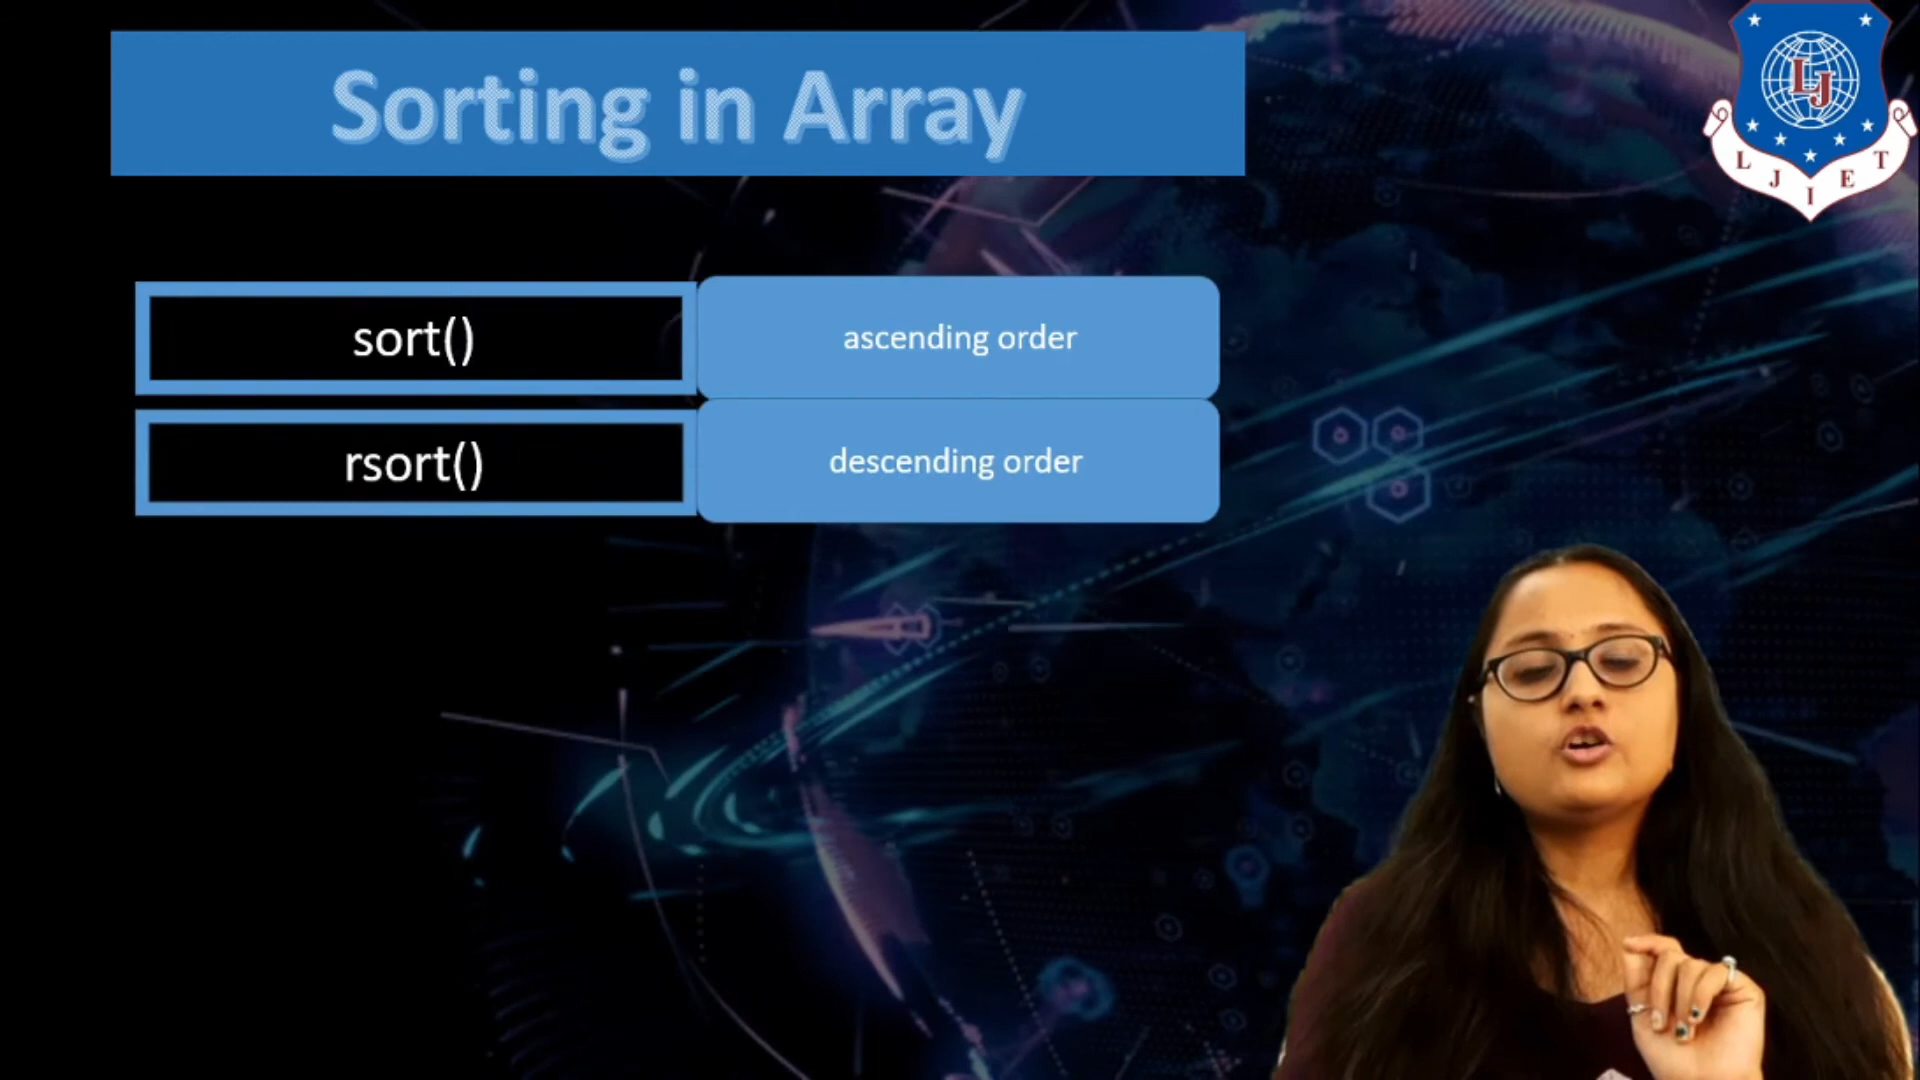 Sorting in Array
LJ
L J I E T
sort()
ascending order
rsort()
descending order